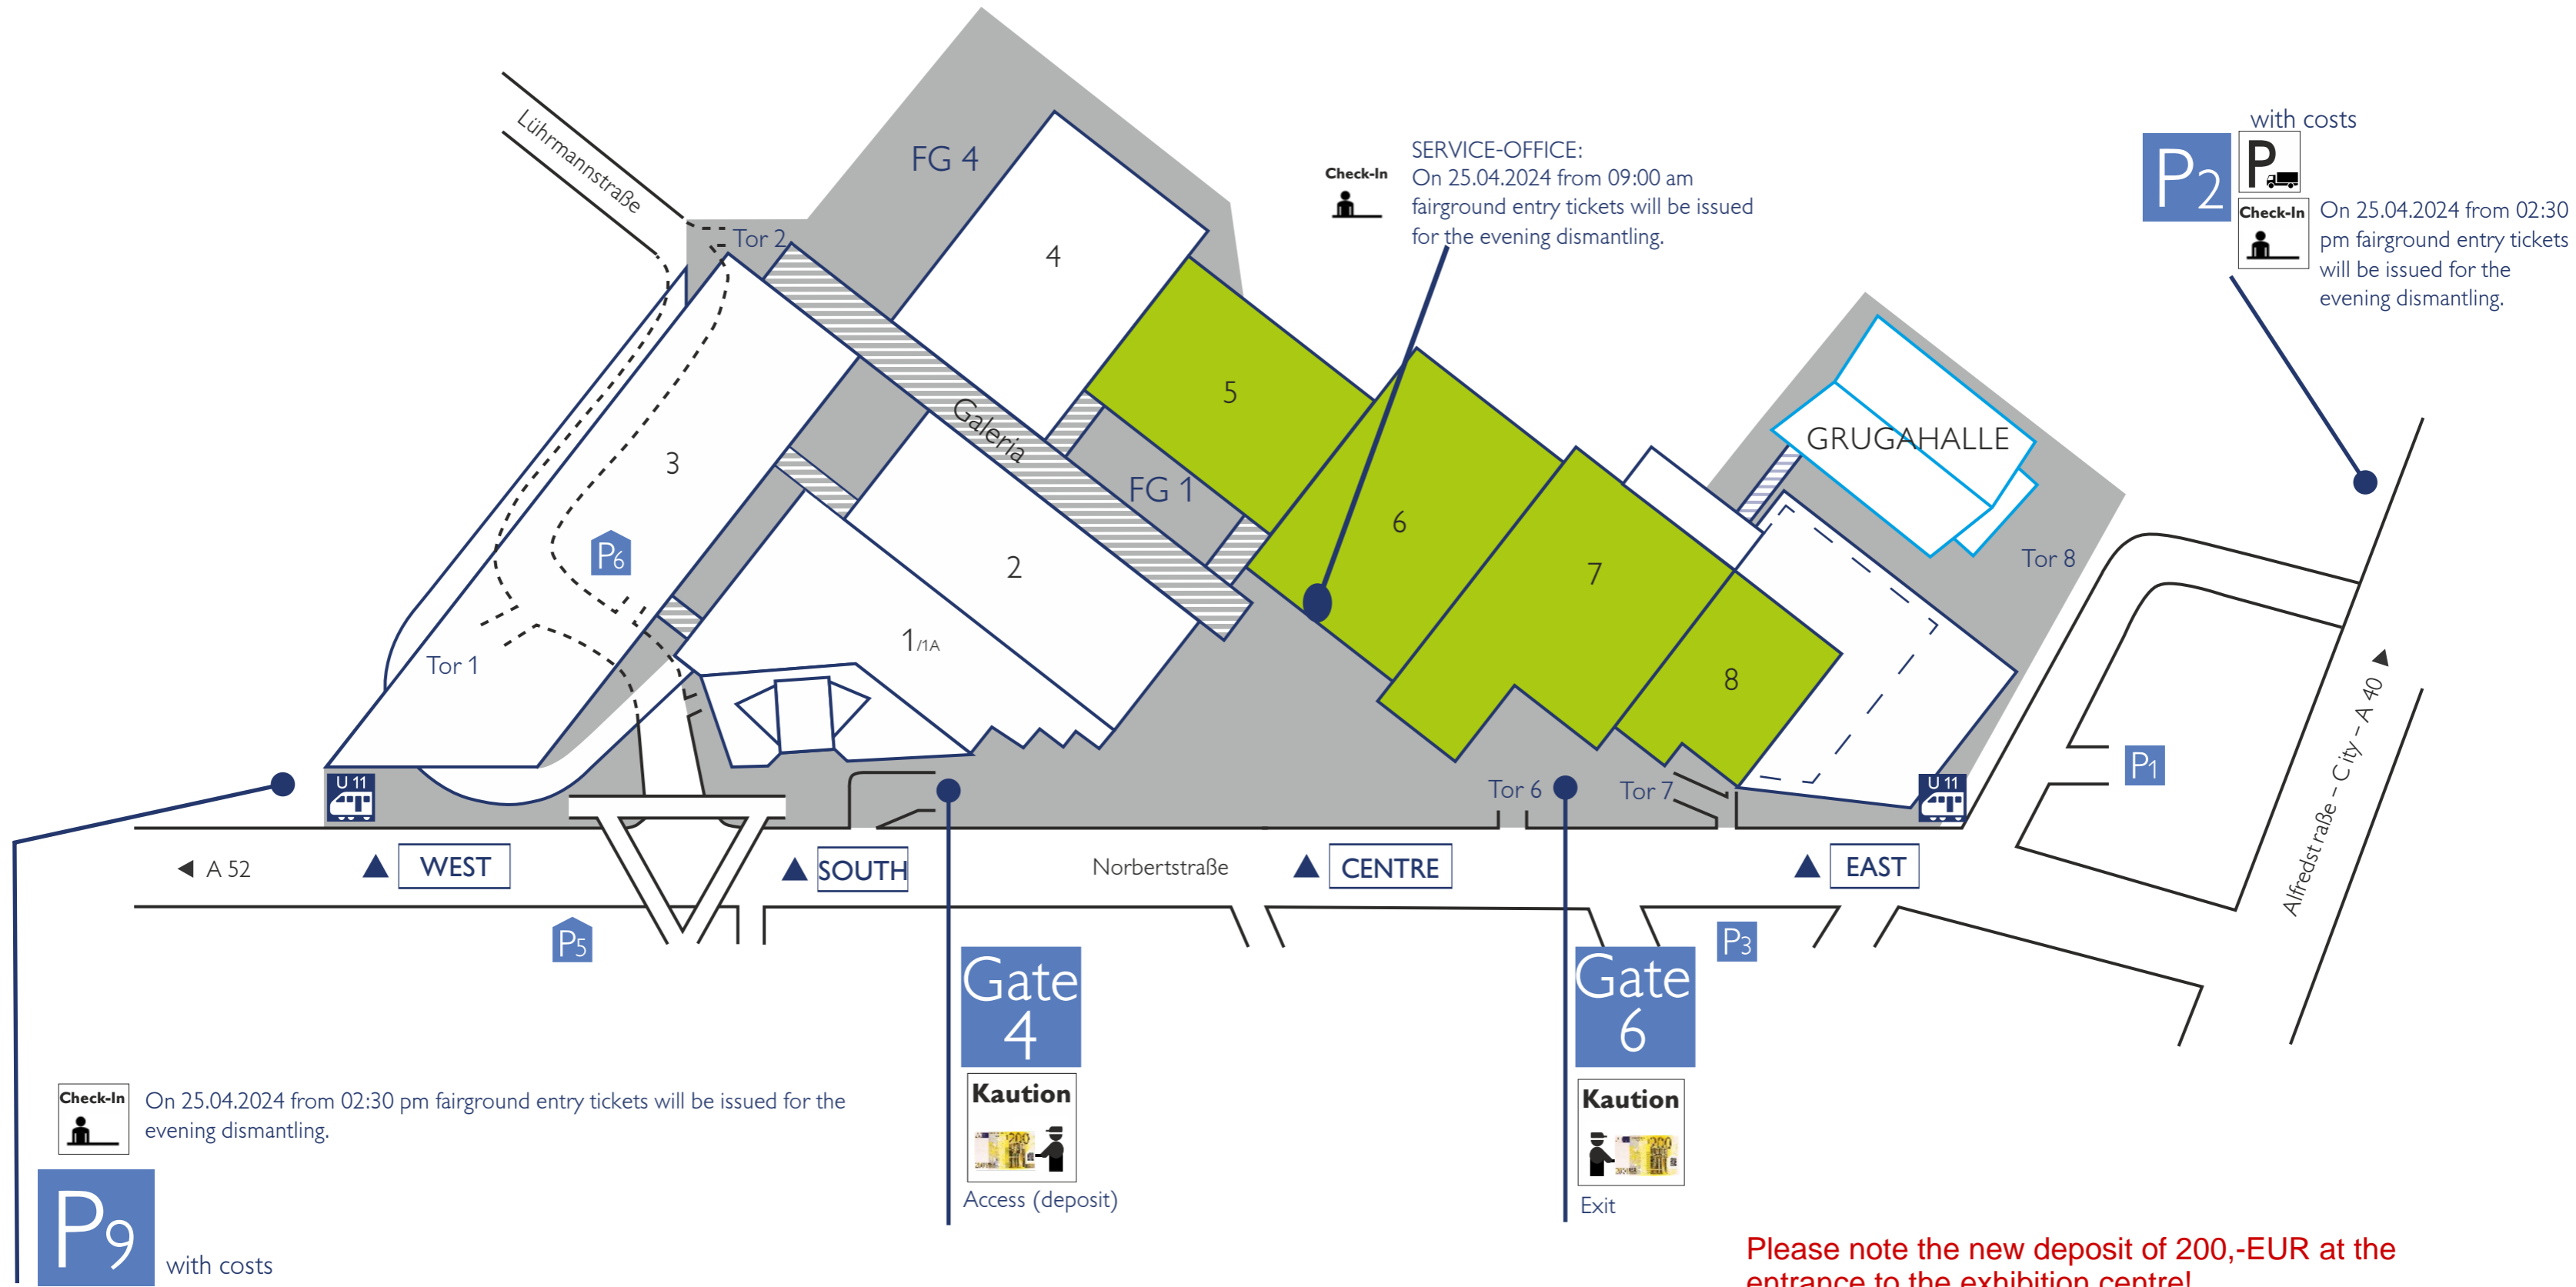 with costs
P2
P
Check-In
On 25.04.2024 from 02:30
pm fairground entry tickets
will be issued for the
evening dismantling.
Lührmannstraße
FG 4
Check-In
SERVICE-OFFICE:
On 25.04.2024 from 09:00 am
fairground entry tickets will be issued
for the evening dismantling.
Tor 2
4
5
Galeria
GRUGAHALLE
3
FG 1
6
P6
2
7
Tor 8
1/1A
Tor 1
8
Alfredstraße – City – A 40
P1
U 11
Tor 6
Tor 7
U 11
A 52
WEST
SOUTH
Norbertstraße
CENTRE
EAST
P5
P3
Gate
4
Gate
6
Kaution
200
Access (deposit)
Kaution
200
Exit
Check-In
On 25.04.2024 from 02:30 pm fairground entry tickets will be issued for the
evening dismantling.
P9
with costs
Please note the new deposit of 200,-EUR at the
entrance to the exhibition centre!